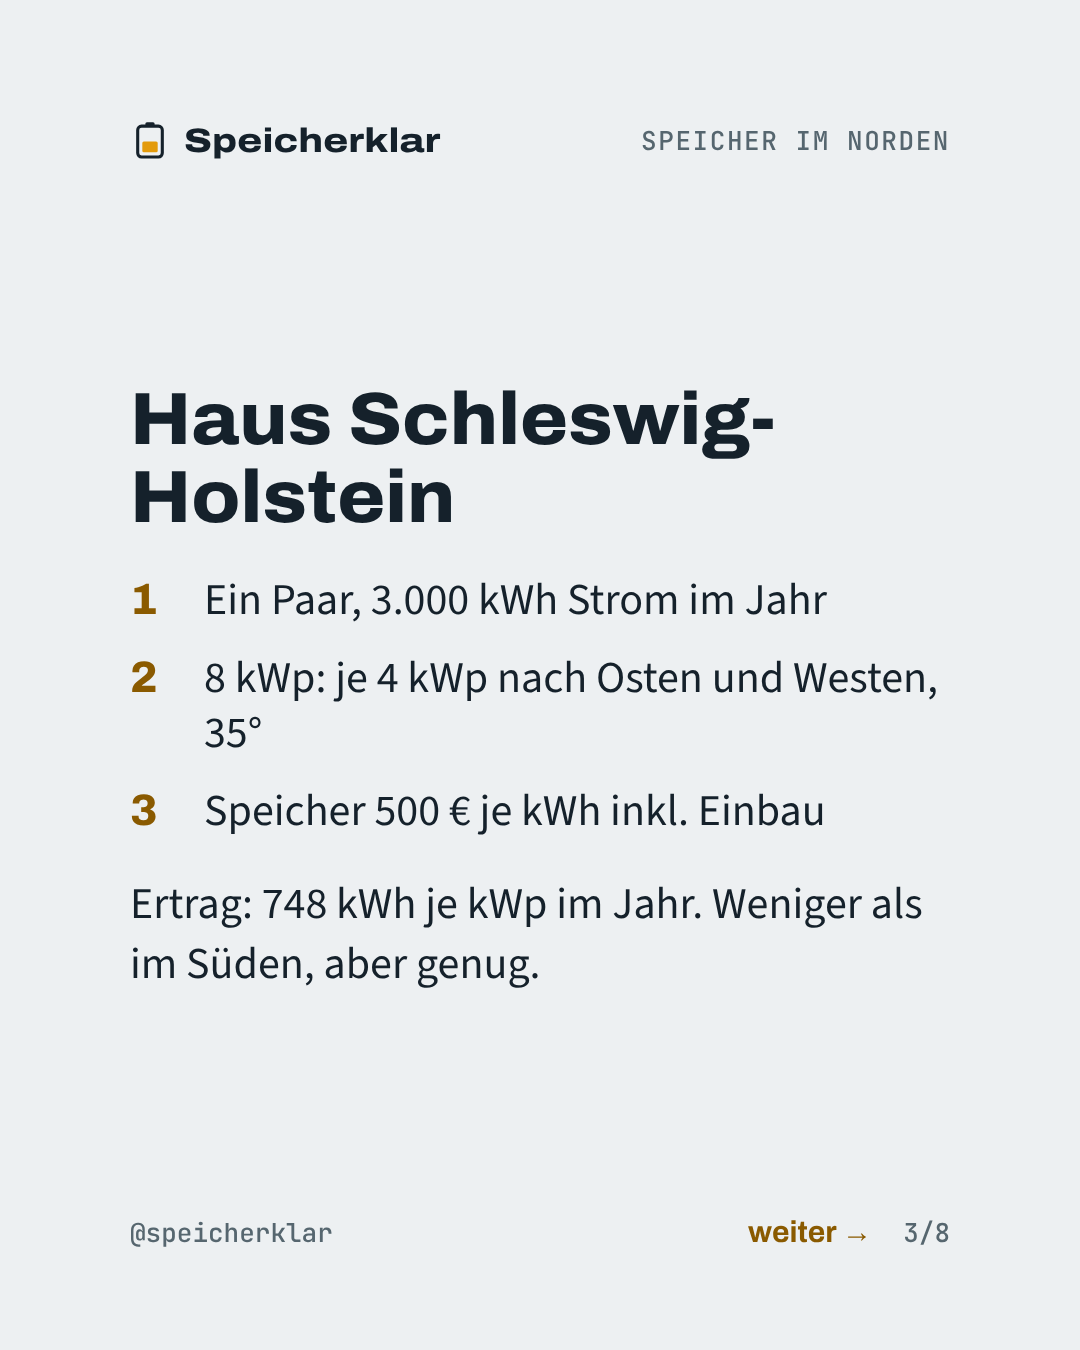 Speicherklar
SPEICHER IM NORDEN
Haus Schleswig-
Holstein
1 Ein Paar, 3.000 kWh Strom im Jahr
2 8 kWp: je 4 kWp nach Osten und Westen,
35°
3 Speicher 500 € je kWh inkl. Einbau
Ertrag: 748 kWh je kWp im Jahr. Weniger als
im Süden, aber genug.
@speicherklar
weiter → 3/8